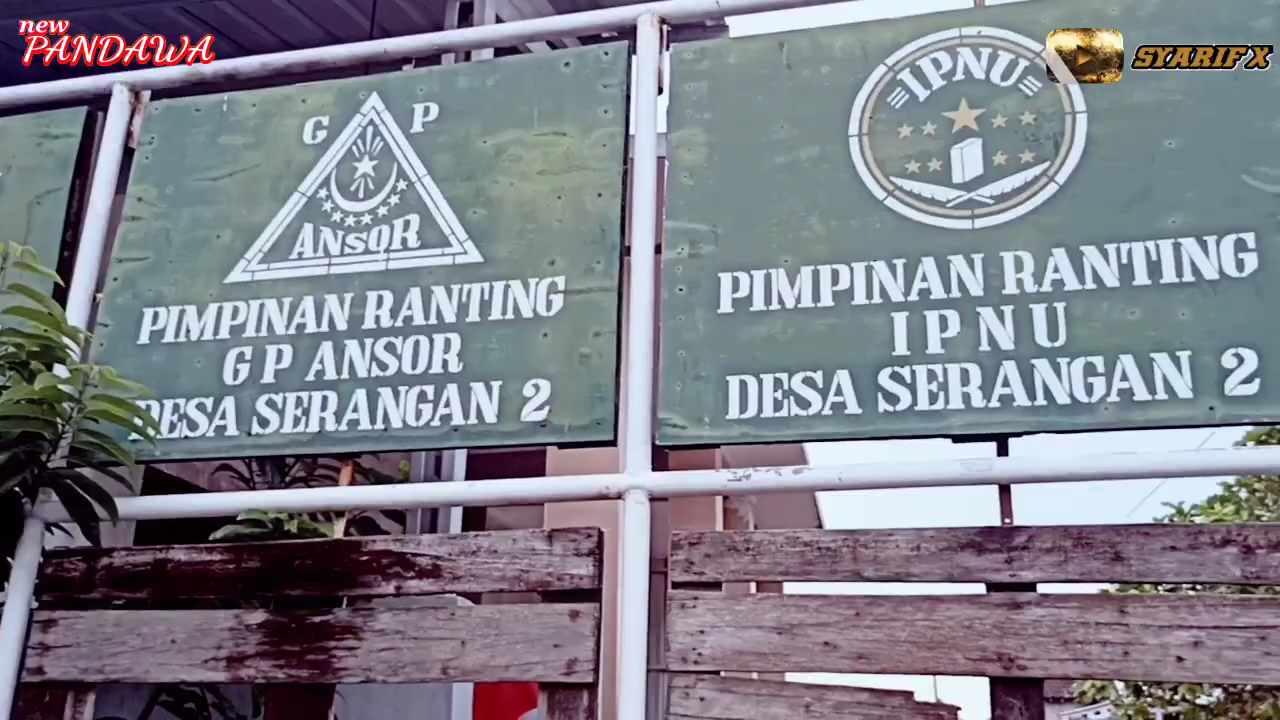 new
PANDAWA
SYARIFX
G P
ANSOR
PIMPINAN RANTING
G P ANSOR
DESA SERANGAN 2
IPNU
PIMPINAN RANTING
I P N U
DESA SERANGAN 2